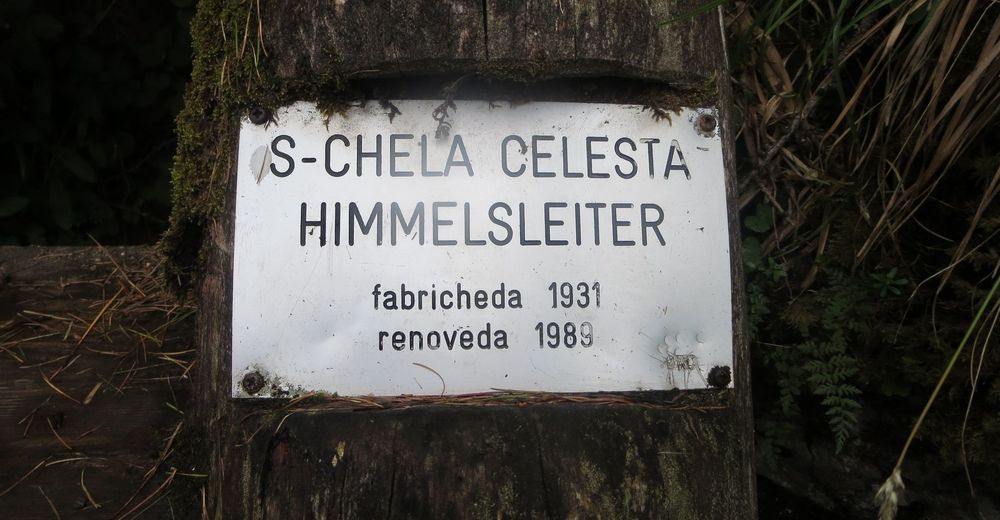 S-CHELA CELESTA
HIMMELSLEITER
fabricheda 1931
renoveda 1989